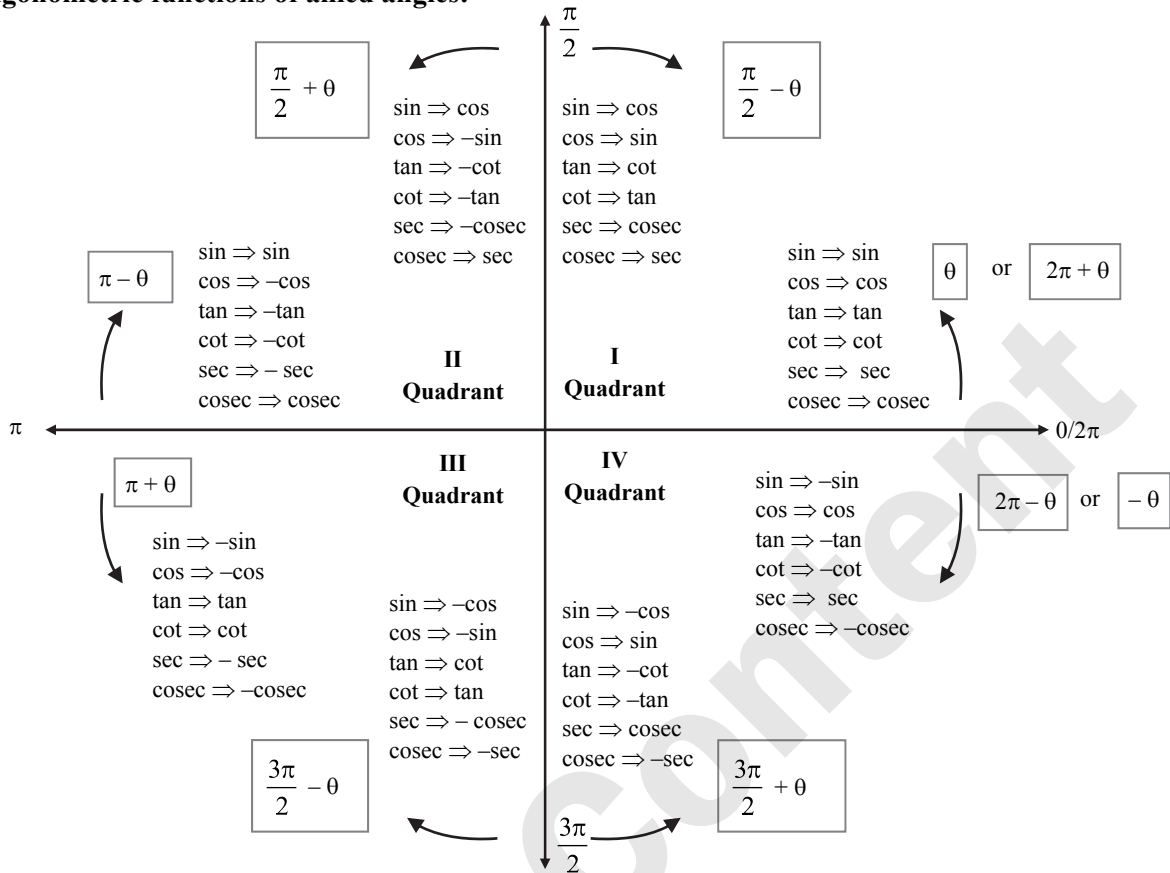 trigonometric functions of allied angles:
π/2
π/2 + θ
sin ⇒ cos
cos ⇒ –sin
tan ⇒ –cot
cot ⇒ –tan
sec ⇒ –cosec
cosec ⇒ sec
π/2 – θ
sin ⇒ cos
cos ⇒ sin
tan ⇒ cot
cot ⇒ tan
sec ⇒ cosec
cosec ⇒ sec
π – θ
sin ⇒ sin
cos ⇒ –cos
tan ⇒ –tan
cot ⇒ –cot
sec ⇒ – sec
cosec ⇒ cosec
II
Quadrant
I
Quadrant
sin ⇒ sin
cos ⇒ cos
tan ⇒ tan
cot ⇒ cot
sec ⇒ sec
cosec ⇒ cosec
θ or 2π + θ
π
0/2π
π + θ
sin ⇒ –sin
cos ⇒ –cos
tan ⇒ tan
cot ⇒ cot
sec ⇒ – sec
cosec ⇒ –cosec
III
Quadrant
IV
Quadrant
sin ⇒ –sin
cos ⇒ cos
tan ⇒ –tan
cot ⇒ –cot
sec ⇒ sec
cosec ⇒ –cosec
2π – θ or – θ
sin ⇒ –cos
cos ⇒ –sin
tan ⇒ cot
cot ⇒ tan
sec ⇒ – cosec
cosec ⇒ –sec
3π/2 – θ
sin ⇒ –cos
cos ⇒ sin
tan ⇒ –cot
cot ⇒ –tan
sec ⇒ cosec
cosec ⇒ –sec
3π/2 + θ
3π/2
Content